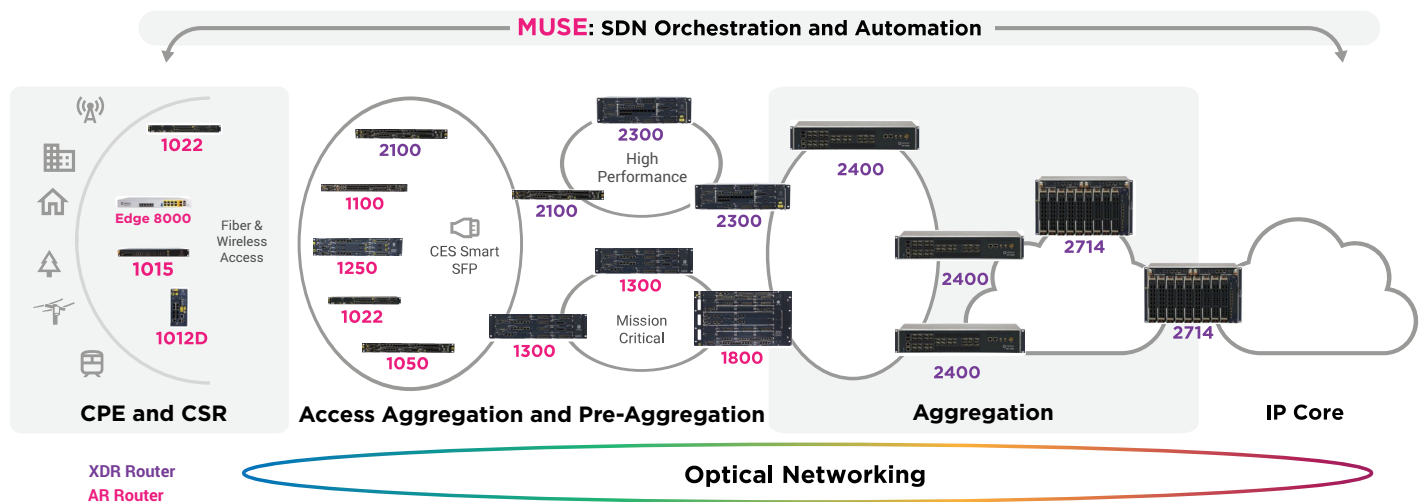 MUSE: SDN Orchestration and Automation
1022
Edge 8000
1015
1012D
Fiber &
Wireless
Access
CPE and CSR
2100
1100
1250
1022
1050
CES Smart
SFP
2100
1300
2300
High
Performance
2300
1300
Mission
Critical
1800
Access Aggregation and Pre-Aggregation
2400
2400
2400
2714
2714
Aggregation
IP Core
XDR Router
AR Router
Optical Networking